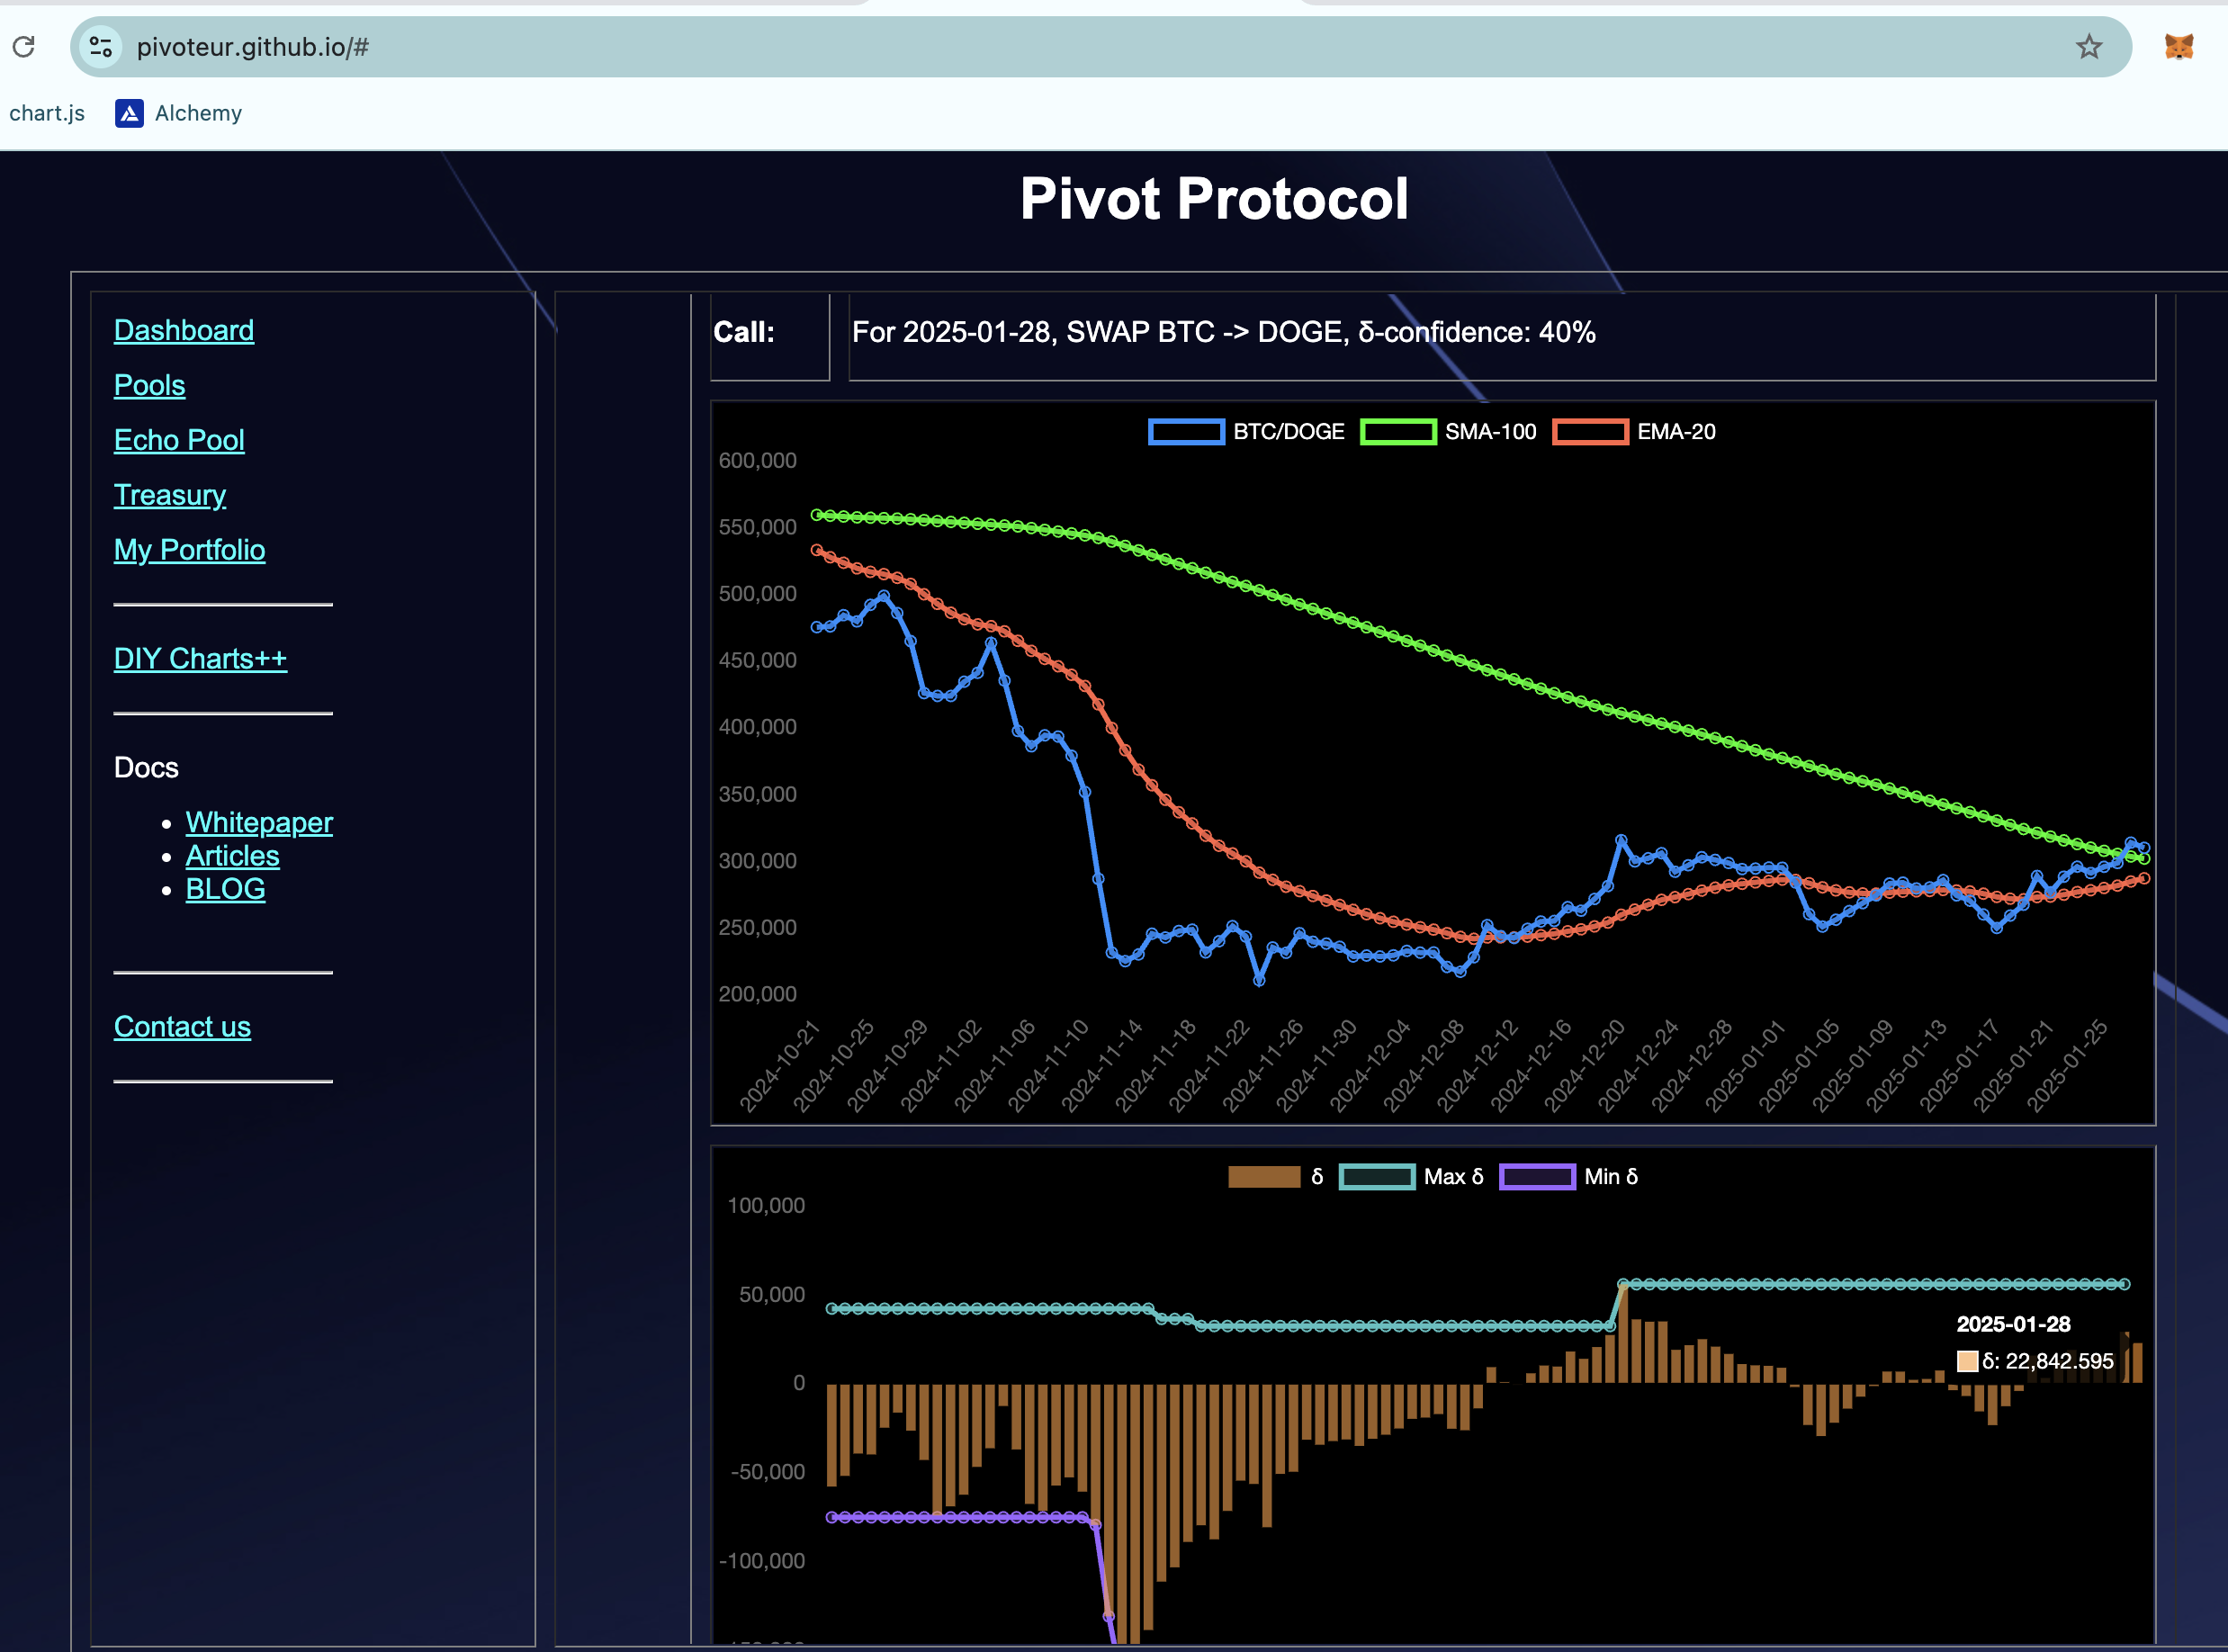 pivoteur.github.io/#
chart.js Alchemy
Pivot Protocol
Dashboard
Pools
Echo Pool
Treasury
My Portfolio
DIY Charts++
Docs
Whitepaper
Articles
BLOG
Contact us
Call: For 2025-01-28, SWAP BTC -> DOGE, δ-confidence: 40%
BTC/DOGE SMA-100 EMA-20
600,000
550,000
500,000
450,000
400,000
350,000
300,000
250,000
200,000
2024-10-21 2024-10-25 2024-10-29 2024-11-02 2024-11-06 2024-11-10 2024-11-14 2024-11-18 2024-11-22 2024-11-26 2024-11-30 2024-12-04 2024-12-08 2024-12-12 2024-12-16 2024-12-20 2024-12-24 2024-12-28 2025-01-01 2025-01-05 2025-01-09 2025-01-13 2025-01-17 2025-01-21 2025-01-25
δ Max δ Min δ
100,000
50,000
0
-50,000
-100,000
2025-01-28
δ: 22,842.595